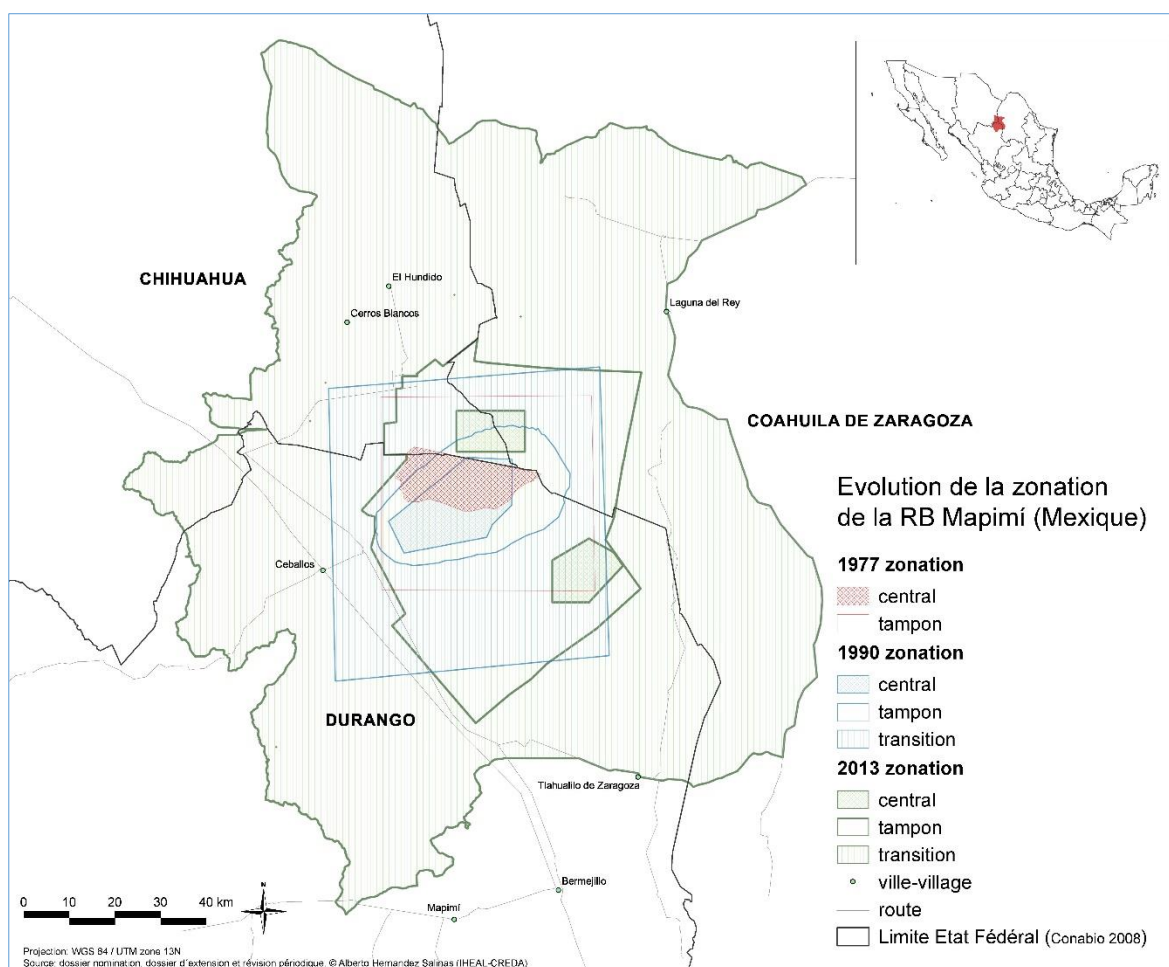 CHIHUAHUA
El Hundido
Cerros Blancos
Laguna del Rey
COAHUILA DE ZARAGOZA
Ceballos
DURANGO
Tlahualilo de Zaragoza
Bermejillo
Mapimí
Evolution de la zonation
de la RB Mapimí (Mexique)
1977 zonation
central
tampon
1990 zonation
central
tampon
transition
2013 zonation
central
tampon
transition
ville-village
route
Limite Etat Fédéral (Conabio 2008)
0 10 20 30 40 km
N
Projection: WGS 84 / UTM zone 13N
Source: dossier nomination, dossier d´extension et révision périodique. © Alberto Hernandez Salinas (IHEAL-CREDA)